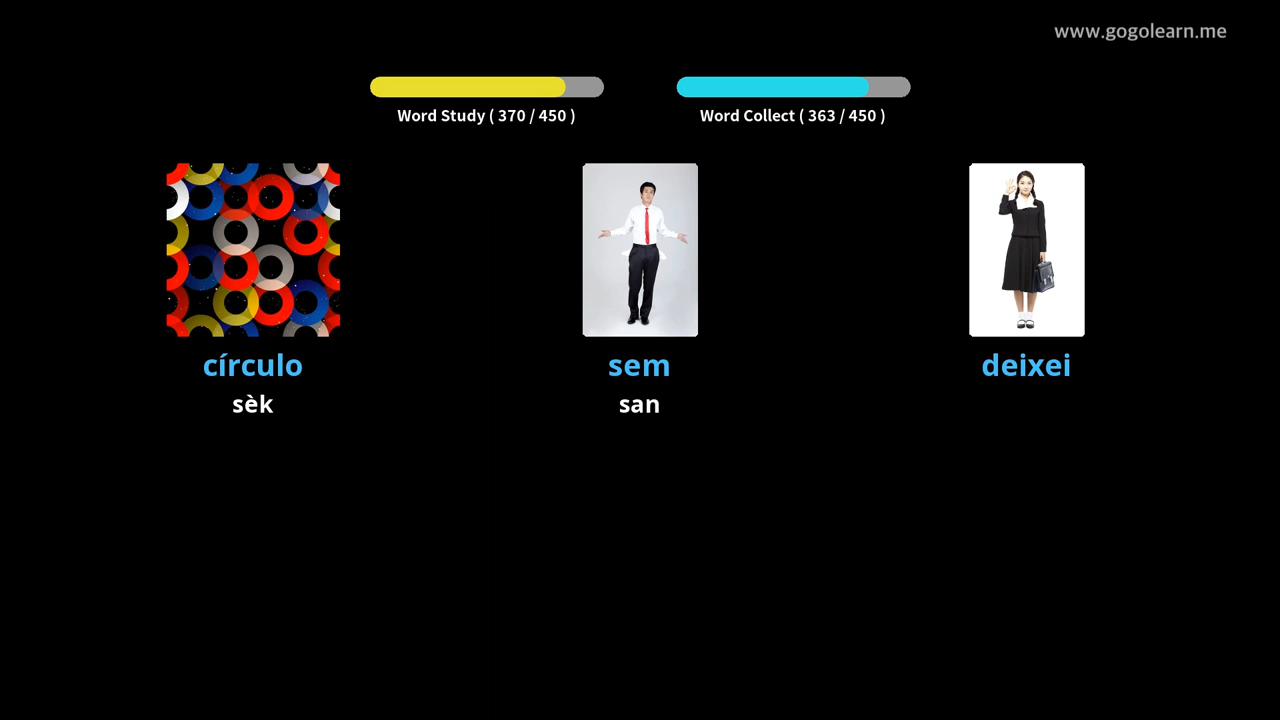 www.gogolearn.me
Word Study ( 370 / 450 )
Word Collect ( 363 / 450 )
círculo
sem
deixei
sèk
san